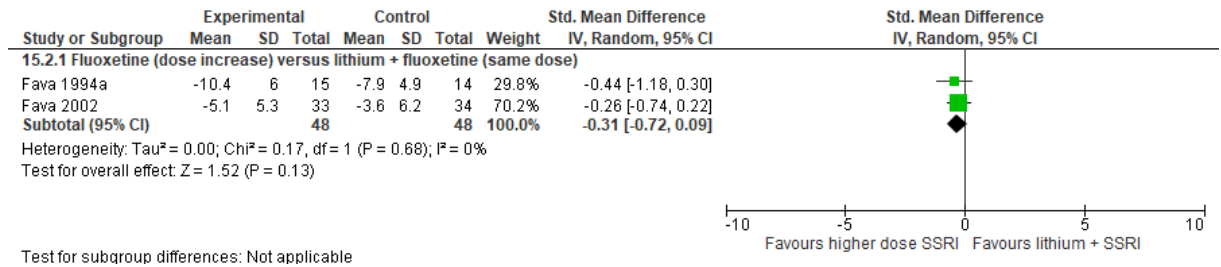 Experimental Control Std. Mean Difference Std. Mean Difference
Study or Subgroup Mean SD Total Mean SD Total Weight IV, Random, 95% CI IV, Random, 95% CI
15.2.1 Fluoxetine (dose increase) versus lithium + fluoxetine (same dose)
Fava 1994a -10.4 6 15 -7.9 4.9 14 29.8% -0.44 [-1.18, 0.30]
Fava 2002 -5.1 5.3 33 -3.6 6.2 34 70.2% -0.26 [-0.74, 0.22]
Subtotal (95% CI) 48 48 100.0% -0.31 [-0.72, 0.09]
Heterogeneity: Tau² = 0.00; Chi² = 0.17, df = 1 (P = 0.68); I² = 0%
Test for overall effect: Z = 1.52 (P = 0.13)
-10 -5 0 5 10
Favours higher dose SSRI Favours lithium + SSRI
Test for subgroup differences: Not applicable